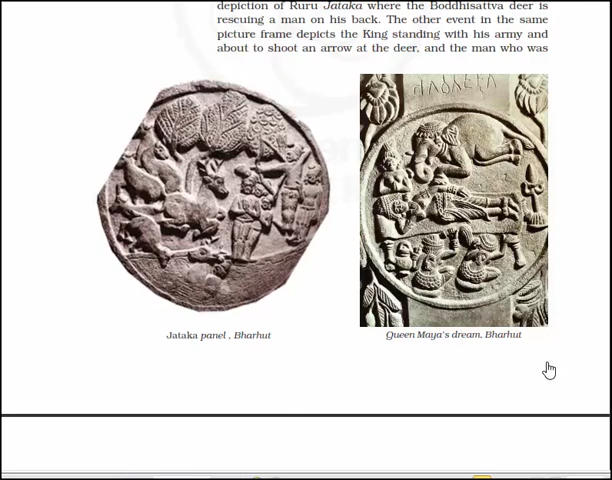 depiction of Ruru Jataka where the Boddhisattva deer is
rescuing a man on his back. The other event in the same
picture frame depicts the King standing with his army and
about to shoot an arrow at the deer, and the man who was
Jataka panel , Bharhut
Queen Maya's dream, Bharhut